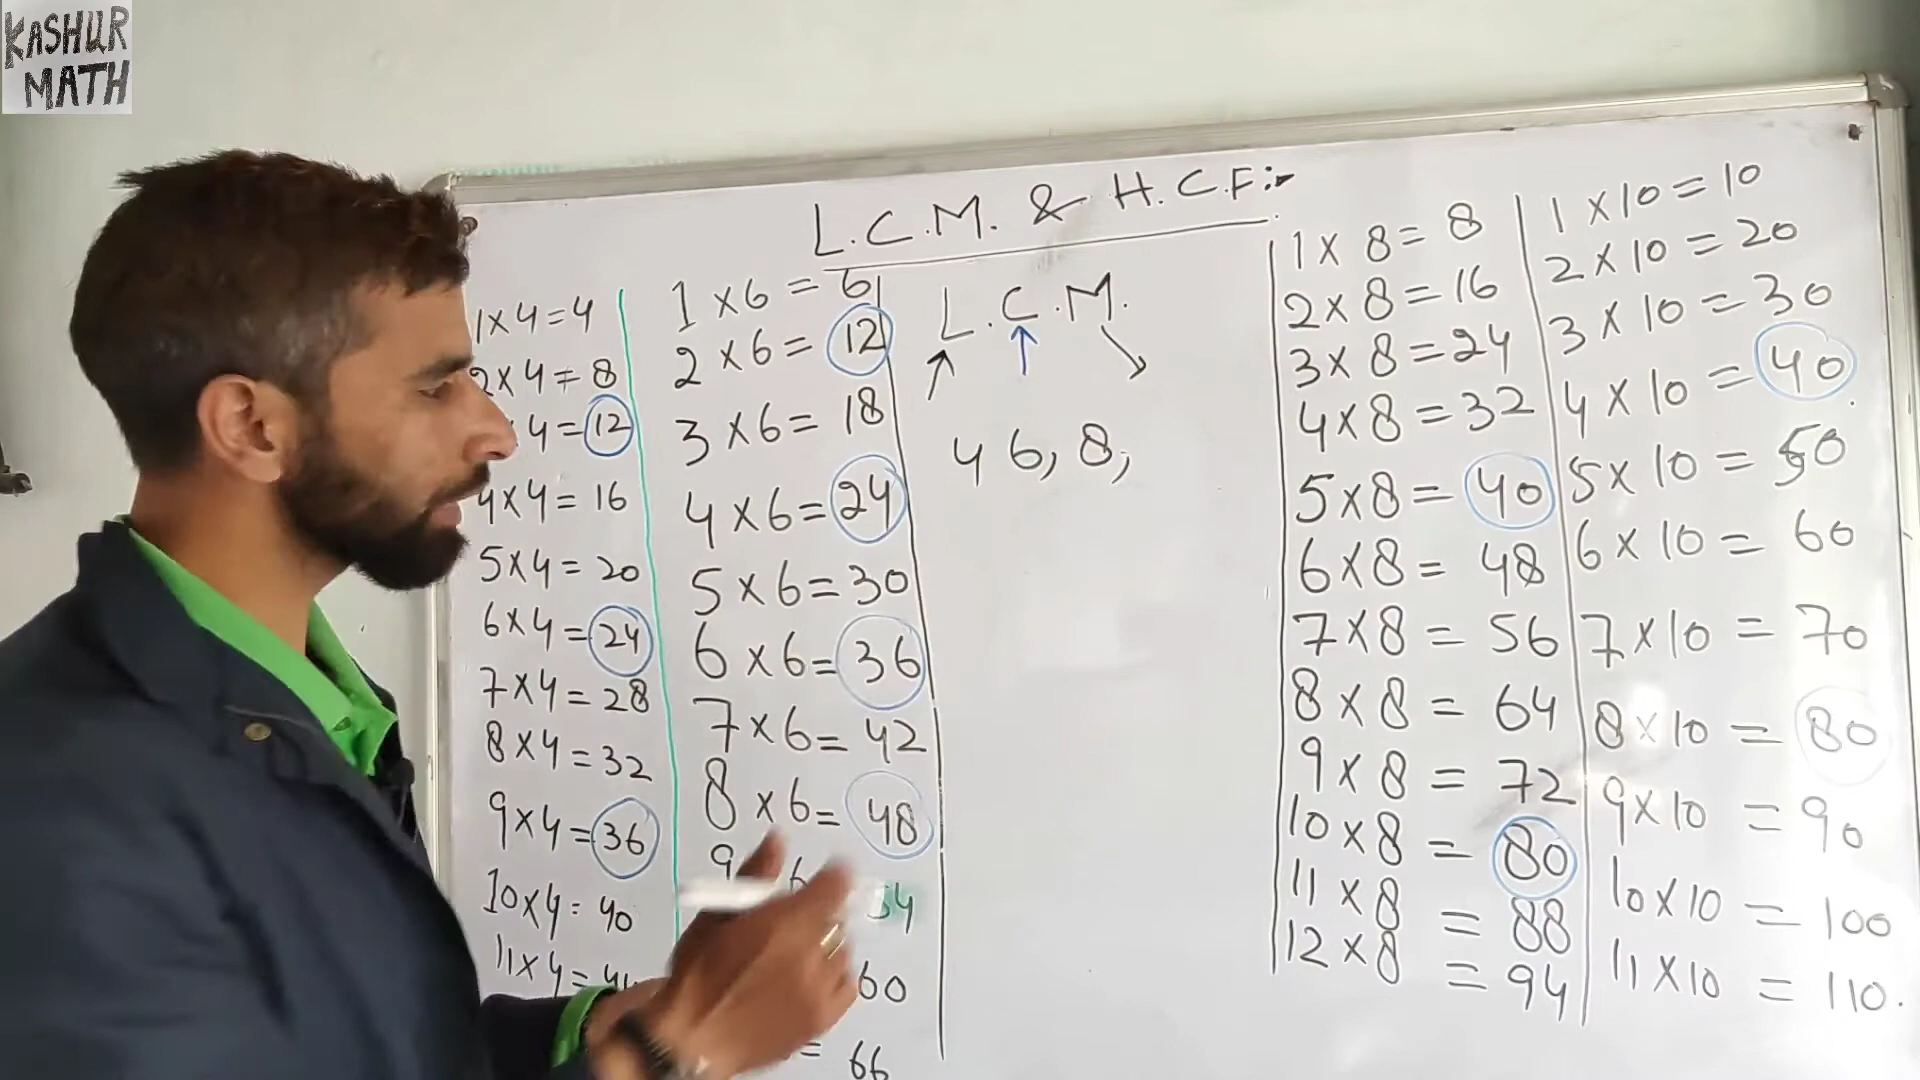 KASHUR
MATH
L.C.M. & H.C.F:-
1 x 4 = 4
2 x 4 = 8
4 = 12
4 x 4 = 16
5 x 4 = 20
6 x 4 = 24
7 x 4 = 28
8 x 4 = 32
9 x 4 = 36
10 x 4 = 40
11 x 4 =
1 x 6 = 6
2 x 6 = 12
3 x 6 = 18
4 x 6 = 24
5 x 6 = 30
6 x 6 = 36
7 x 6 = 42
8 x 6 = 48
9 6 54
60
= 66
L.C.M.
4 6, 8,
1 x 8 = 8
2 x 8 = 16
3 x 8 = 24
4 x 8 = 32
5 x 8 = 40
6 x 8 = 48
7 x 8 = 56
8 x 8 = 64
9 x 8 = 72
10 x 8 = 80
11 x 8 = 88
12 x 8 = 94
1 x 10 = 10
2 x 10 = 20
3 x 10 = 30
4 x 10 = 40
5 x 10 = 50
6 x 10 = 60
7 x 10 = 70
8 x 10 = 80
9 x 10 = 90
10 x 10 = 100
11 x 10 = 110.